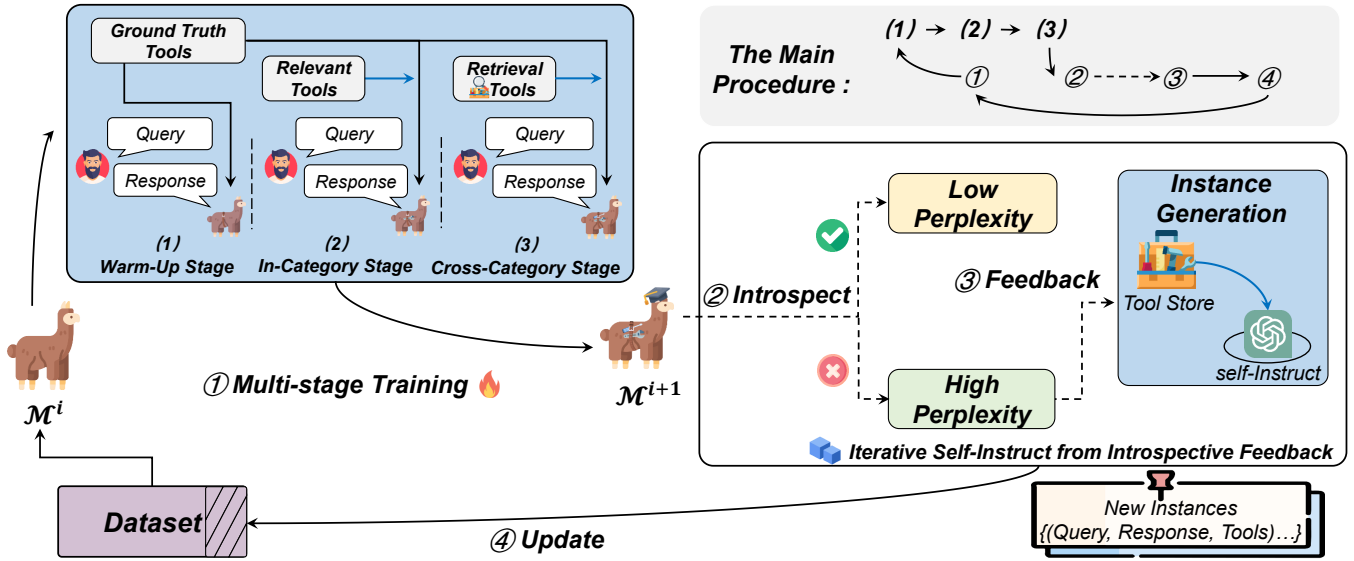 Ground Truth
Tools
Relevant
Tools
Retrieval
Tools
Query
Response
Query
Response
Query
Response
(1)
Warm-Up Stage
(2)
In-Category Stage
(3)
Cross-Category Stage
The Main
Procedure :
(1) → (2) → (3)
① ② ③ ④
Low
Perplexity
Instance
Generation
② Introspect
③ Feedback
Tool Store
self-Instruct
High
Perplexity
① Multi-stage Training
ℳⁱ
ℳⁱ⁺¹
Iterative Self-Instruct from Introspective Feedback
Dataset
④ Update
New Instances
{(Query, Response, Tools)...}